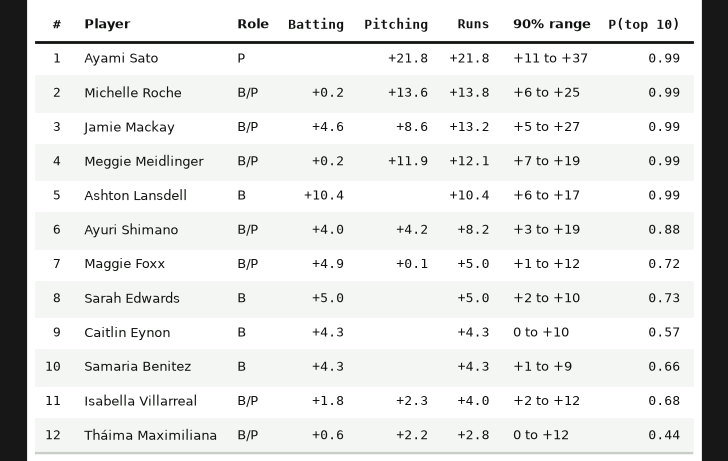 # Player Role Batting Pitching Runs 90% range P(top 10)
1 Ayami Sato P +21.8 +21.8 +11 to +37 0.99
2 Michelle Roche B/P +0.2 +13.6 +13.8 +6 to +25 0.99
3 Jamie Mackay B/P +4.6 +8.6 +13.2 +5 to +27 0.99
4 Meggie Meidlinger B/P +0.2 +11.9 +12.1 +7 to +19 0.99
5 Ashton Lansdell B +10.4 +10.4 +6 to +17 0.99
6 Ayuri Shimano B/P +4.0 +4.2 +8.2 +3 to +19 0.88
7 Maggie Foxx B/P +4.9 +0.1 +5.0 +1 to +12 0.72
8 Sarah Edwards B +5.0 +5.0 +2 to +10 0.73
9 Caitlin Eynon B +4.3 +4.3 0 to +10 0.57
10 Samaria Benitez B +4.3 +4.3 +1 to +9 0.66
11 Isabella Villarreal B/P +1.8 +2.3 +4.0 +2 to +12 0.68
12 Tháima Maximiliana B/P +0.6 +2.2 +2.8 0 to +12 0.44